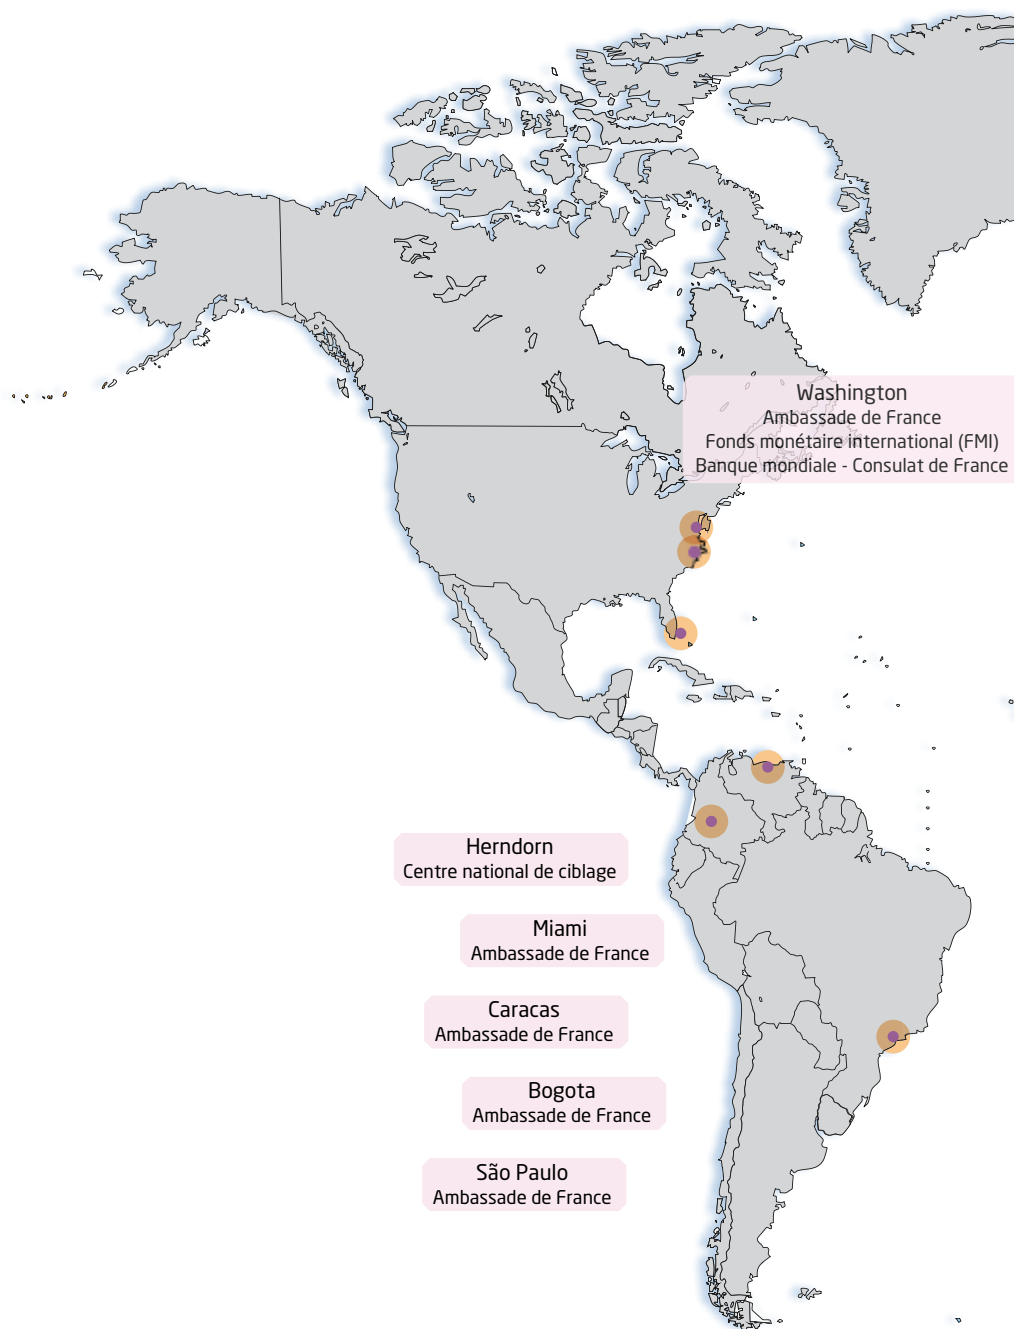 Washington
Ambassade de France
Fonds monétaire international (FMI)
Banque mondiale - Consulat de France
Herndorn
Centre national de ciblage
Miami
Ambassade de France
Caracas
Ambassade de France
Bogota
Ambassade de France
São Paulo
Ambassade de France